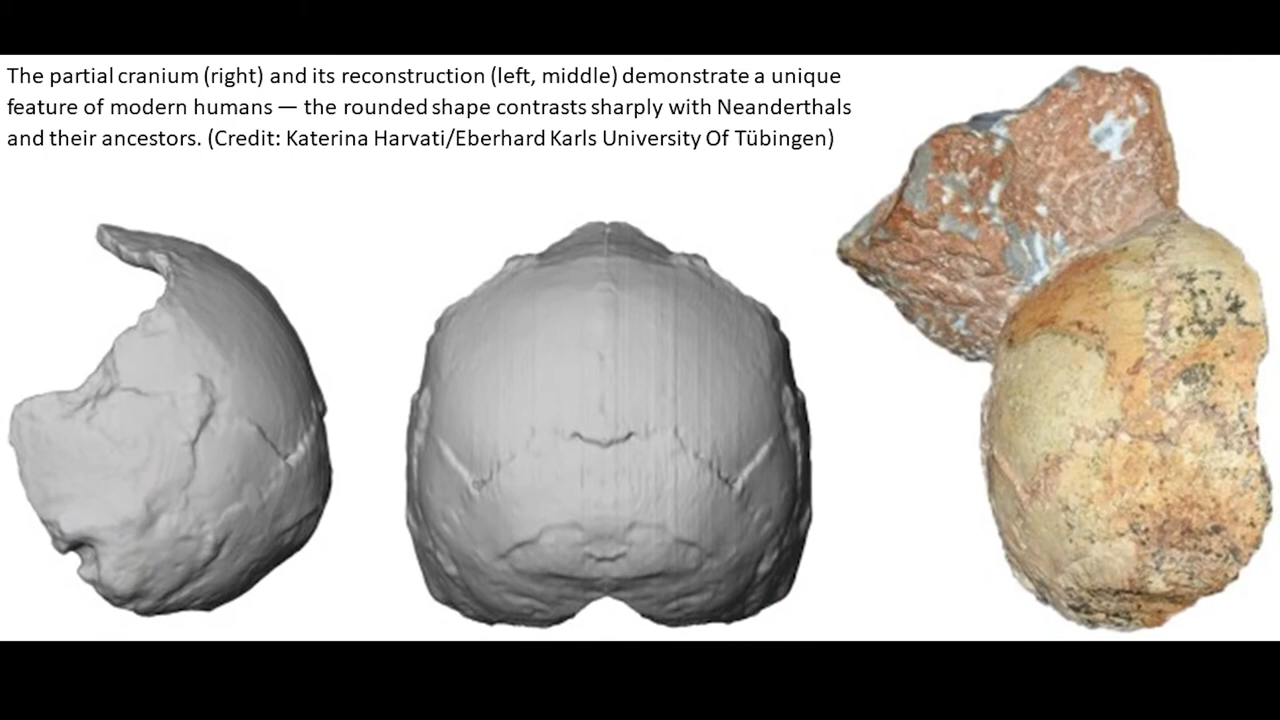 The partial cranium (right) and its reconstruction (left, middle) demonstrate a unique
feature of modern humans — the rounded shape contrasts sharply with Neanderthals
and their ancestors. (Credit: Katerina Harvati/Eberhard Karls University Of Tübingen)